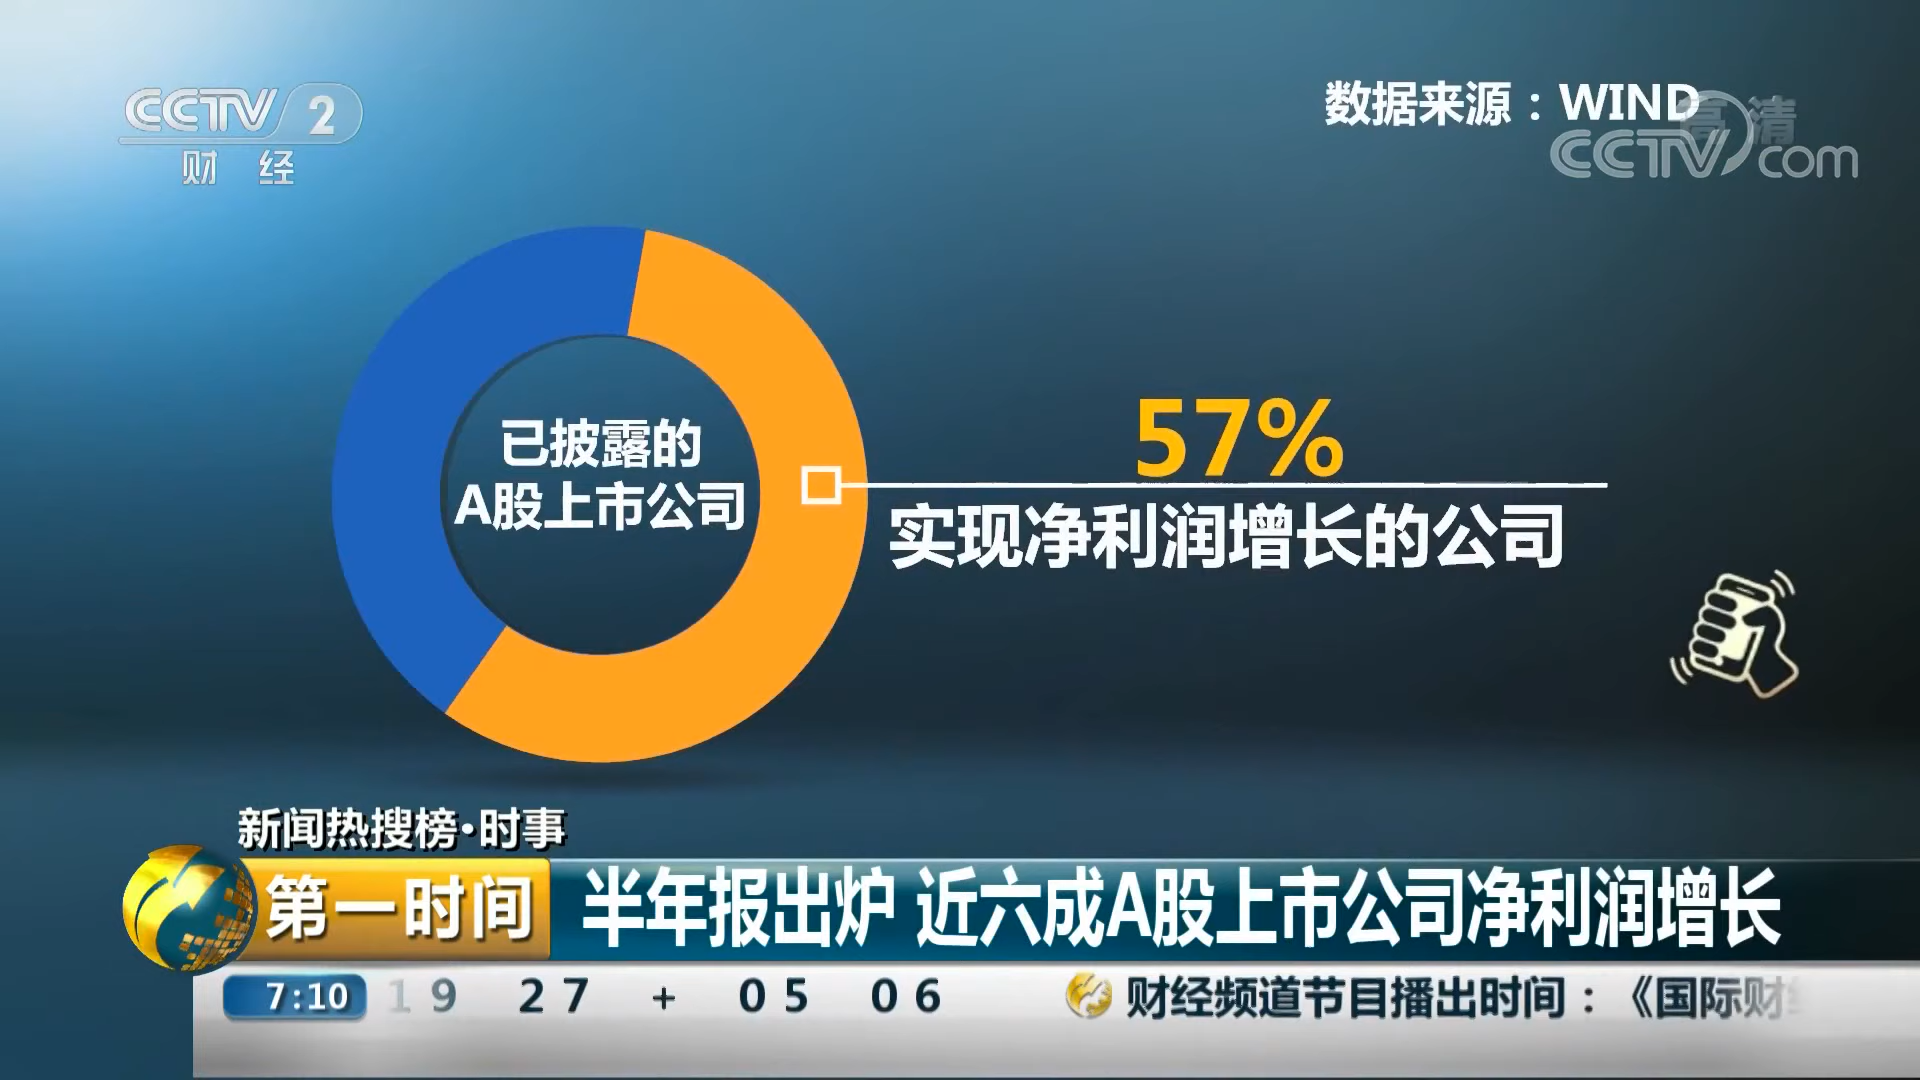 CCTV 2
财 经
数据来源：WIND
高清
CCTV.com
已披露的
A股上市公司
57%
实现净利润增长的公司
新闻热搜榜·时事
第一时间
半年报出炉 近六成A股上市公司净利润增长
7:10 19 27 + 05 06 财经频道节目播出时间：《国际财